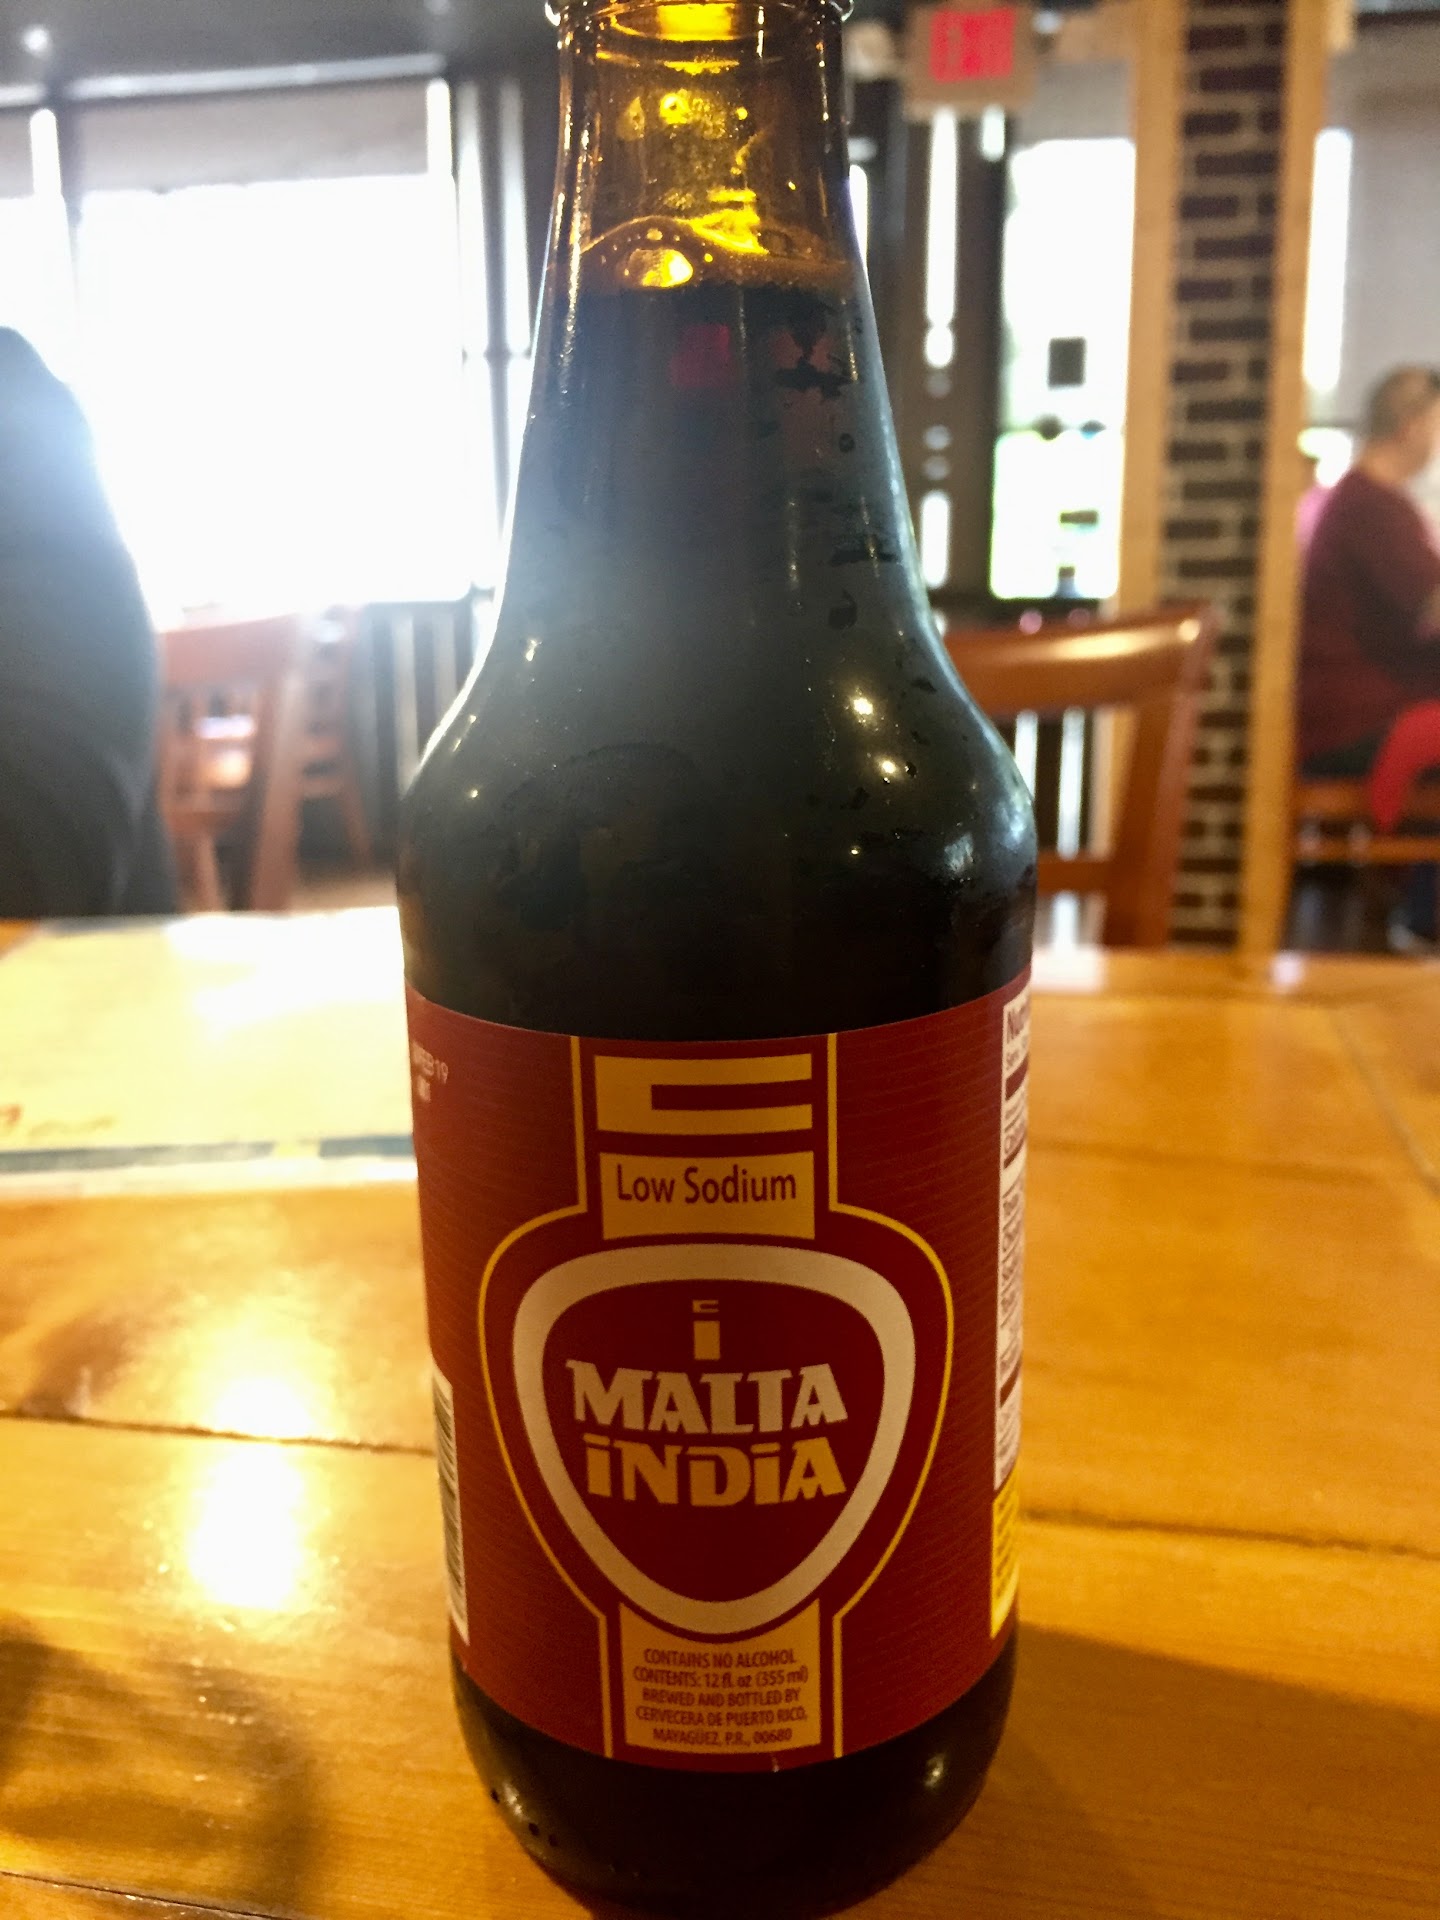 EXIT
FEB19
Low Sodium
MALTA
INDIA
CONTAINS NO ALCOHOL
CONTENTS: 12 fl. oz (355 ml)
BREWED AND BOTTLED BY
CERVECERA DE PUERTO RICO,
MAYAGÜEZ, P.R., 00680